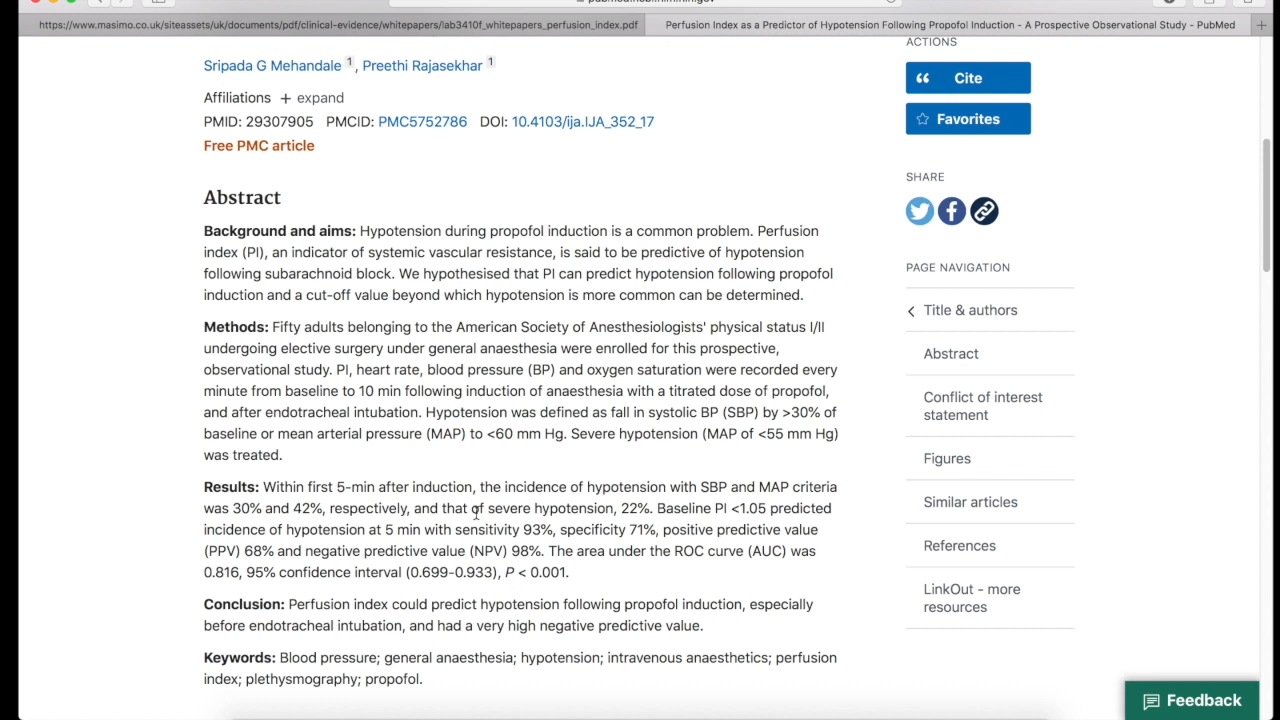 https://www.masimo.co.uk/siteassets/uk/documents/pdf/clinical-evidence/whitepapers/lab3410f_whitepapers_perfusion_index.pdf
Perfusion Index as a Predictor of Hypotension Following Propofol Induction - A Prospective Observational Study - PubMed
Sripada G Mehandale 1, Preethi Rajasekhar 1
Affiliations + expand
PMID: 29307905 PMCID: PMC5752786 DOI: 10.4103/ija.IJA_352_17
Free PMC article
Abstract
Background and aims: Hypotension during propofol induction is a common problem. Perfusion
index (PI), an indicator of systemic vascular resistance, is said to be predictive of hypotension
following subarachnoid block. We hypothesised that PI can predict hypotension following propofol
induction and a cut-off value beyond which hypotension is more common can be determined.
Methods: Fifty adults belonging to the American Society of Anesthesiologists' physical status I/II
undergoing elective surgery under general anaesthesia were enrolled for this prospective,
observational study. PI, heart rate, blood pressure (BP) and oxygen saturation were recorded every
minute from baseline to 10 min following induction of anaesthesia with a titrated dose of propofol,
and after endotracheal intubation. Hypotension was defined as fall in systolic BP (SBP) by >30% of
baseline or mean arterial pressure (MAP) to <60 mm Hg. Severe hypotension (MAP of <55 mm Hg)
was treated.
Results: Within first 5-min after induction, the incidence of hypotension with SBP and MAP criteria
was 30% and 42%, respectively, and that of severe hypotension, 22%. Baseline PI <1.05 predicted
incidence of hypotension at 5 min with sensitivity 93%, specificity 71%, positive predictive value
(PPV) 68% and negative predictive value (NPV) 98%. The area under the ROC curve (AUC) was
0.816, 95% confidence interval (0.699-0.933), P < 0.001.
Conclusion: Perfusion index could predict hypotension following propofol induction, especially
before endotracheal intubation, and had a very high negative predictive value.
Keywords: Blood pressure; general anaesthesia; hypotension; intravenous anaesthetics; perfusion
index; plethysmography; propofol.
ACTIONS
Cite
Favorites
SHARE
PAGE NAVIGATION
Title & authors
Abstract
Conflict of interest
statement
Figures
Similar articles
References
LinkOut - more
resources
Feedback